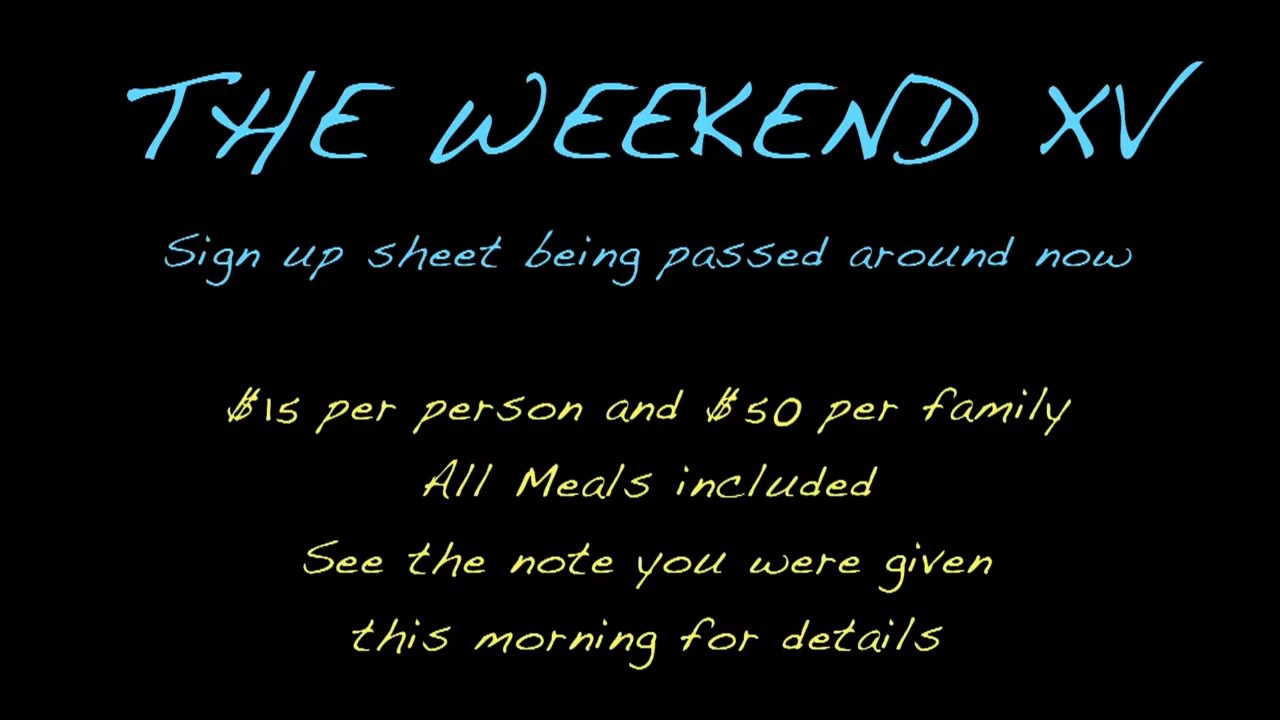 THE WEEKEND XV
Sign up sheet being passed around now
$15 per person and $50 per family
All Meals included
See the note you were given
this morning for details